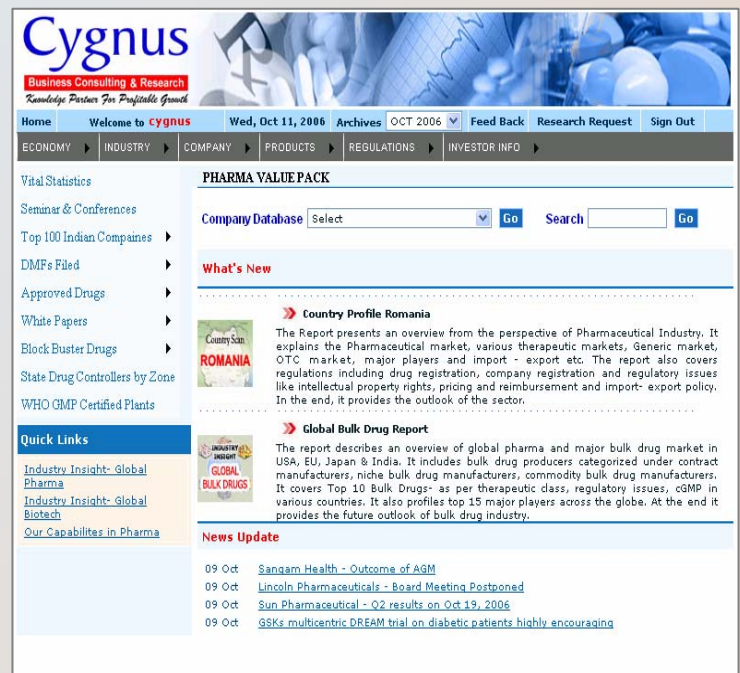 Cygnus
Business Consulting & Research
Knowledge Partner For Profitable Growth
Home Welcome to cygnus Wed, Oct 11, 2006 Archives OCT 2006 Feed Back Research Request Sign Out
ECONOMY INDUSTRY COMPANY PRODUCTS REGULATIONS INVESTOR INFO
Vital Statistics
Seminar & Conferences
Top 100 Indian Compaines
DMFs Filed
Approved Drugs
White Papers
Block Buster Drugs
State Drug Controllers by Zone
WHO GMP Certified Plants
Quick Links
Industry Insight- Global
Pharma
Industry Insight- Global
Biotech
Our Capabilites in Pharma
PHARMA VALUE PACK
Company Database Select Go Search Go
What's New
Country Scan
ROMANIA
Country Profile Romania
The Report presents an overview from the perspective of Pharmaceutical Industry. It
explains the Pharmaceutical market, various therapeutic markets, Generic market,
OTC market, major players and import - export etc. The report also covers
regulations including drug registration, company registration and regulatory issues
like intellectual property rights, pricing and reimbursement and import- export policy.
In the end, it provides the outlook of the sector.
INDUSTRY
INSIGHT
GLOBAL
BULK DRUGS
Global Bulk Drug Report
The report describes an overview of global pharma and major bulk drug market in
USA, EU, Japan & India. It includes bulk drug producers categorized under contract
manufacturers, niche bulk drug manufacturers, commodity bulk drug manufacturers.
It covers Top 10 Bulk Drugs- as per therapeutic class, regulatory issues, cGMP in
various countries. It also profiles top 15 major players across the globe. At the end it
provides the future outlook of bulk drug industry.
News Update
09 Oct Sangam Health - Outcome of AGM
09 Oct Lincoln Pharmaceuticals - Board Meeting Postponed
09 Oct Sun Pharmaceutical - Q2 results on Oct 19, 2006
09 Oct GSKs multicentric DREAM trial on diabetic patients highly encouraging